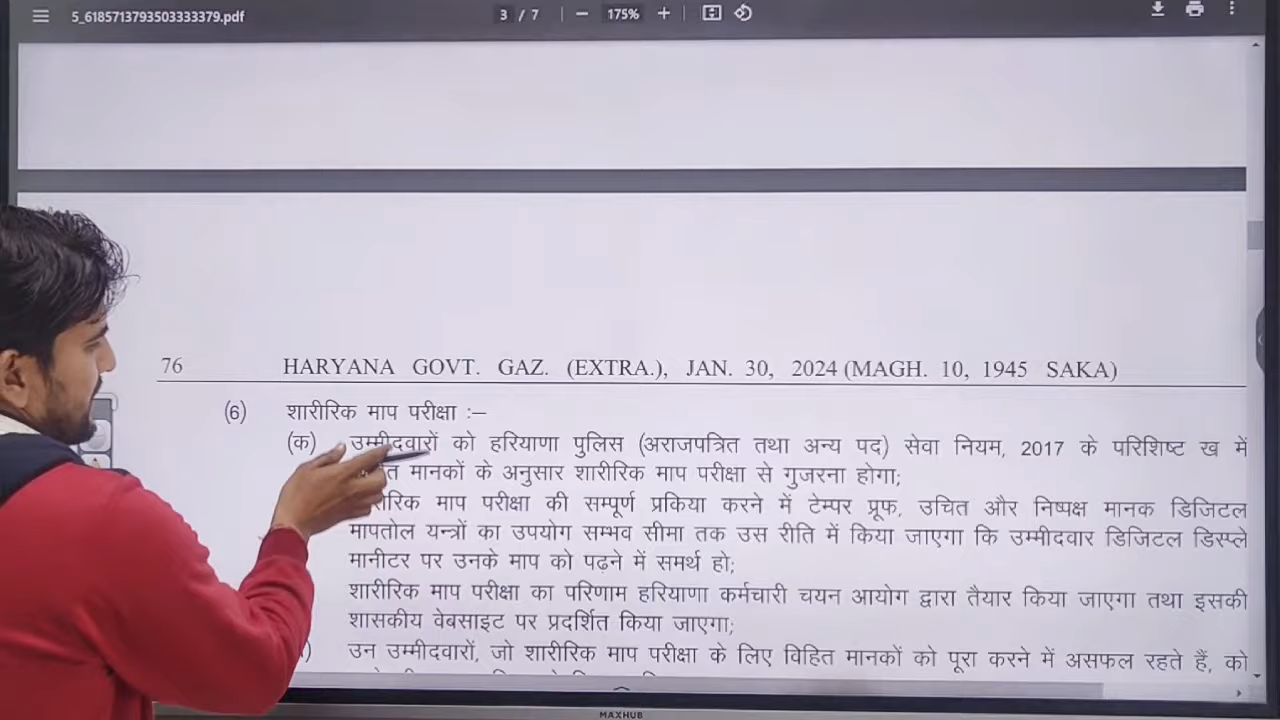 5_6185713793503333379.pdf
3 / 7
175%
76 HARYANA GOVT. GAZ. (EXTRA.), JAN. 30, 2024 (MAGH. 10, 1945 SAKA)
(6) शारीरिक माप परीक्षा :–
(क) उम्मीदवारों को हरियाणा पुलिस (अराजपत्रित तथा अन्य पद) सेवा नियम, 2017 के परिशिष्ट ख में
मानकों के अनुसार शारीरिक माप परीक्षा से गुजरना होगा;
माप परीक्षा की सम्पूर्ण प्रकिया करने में टेम्पर प्रूफ, उचित और निष्पक्ष मानक डिजिटल
मापतोल यन्त्रों का उपयोग सम्भव सीमा तक उस रीति में किया जाएगा कि उम्मीदवार डिजिटल डिस्प्ले
मानीटर पर उनके माप को पढ़ने में समर्थ हो;
शारीरिक माप परीक्षा का परिणाम हरियाणा कर्मचारी चयन आयोग द्वारा तैयार किया जाएगा तथा इसकी
शासकीय वेबसाइट पर प्रदर्शित किया जाएगा;
उन उम्मीदवारों, जो शारीरिक माप परीक्षा के लिए विहित मानकों को पूरा करने में असफल रहते हैं, को
MAXHUB